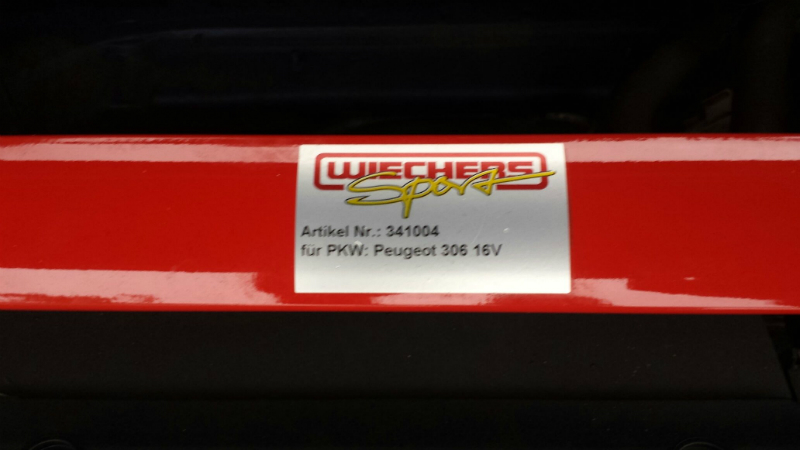 WIECHERS
Sport
Artikel Nr.: 341004
für PKW: Peugeot 306 16V